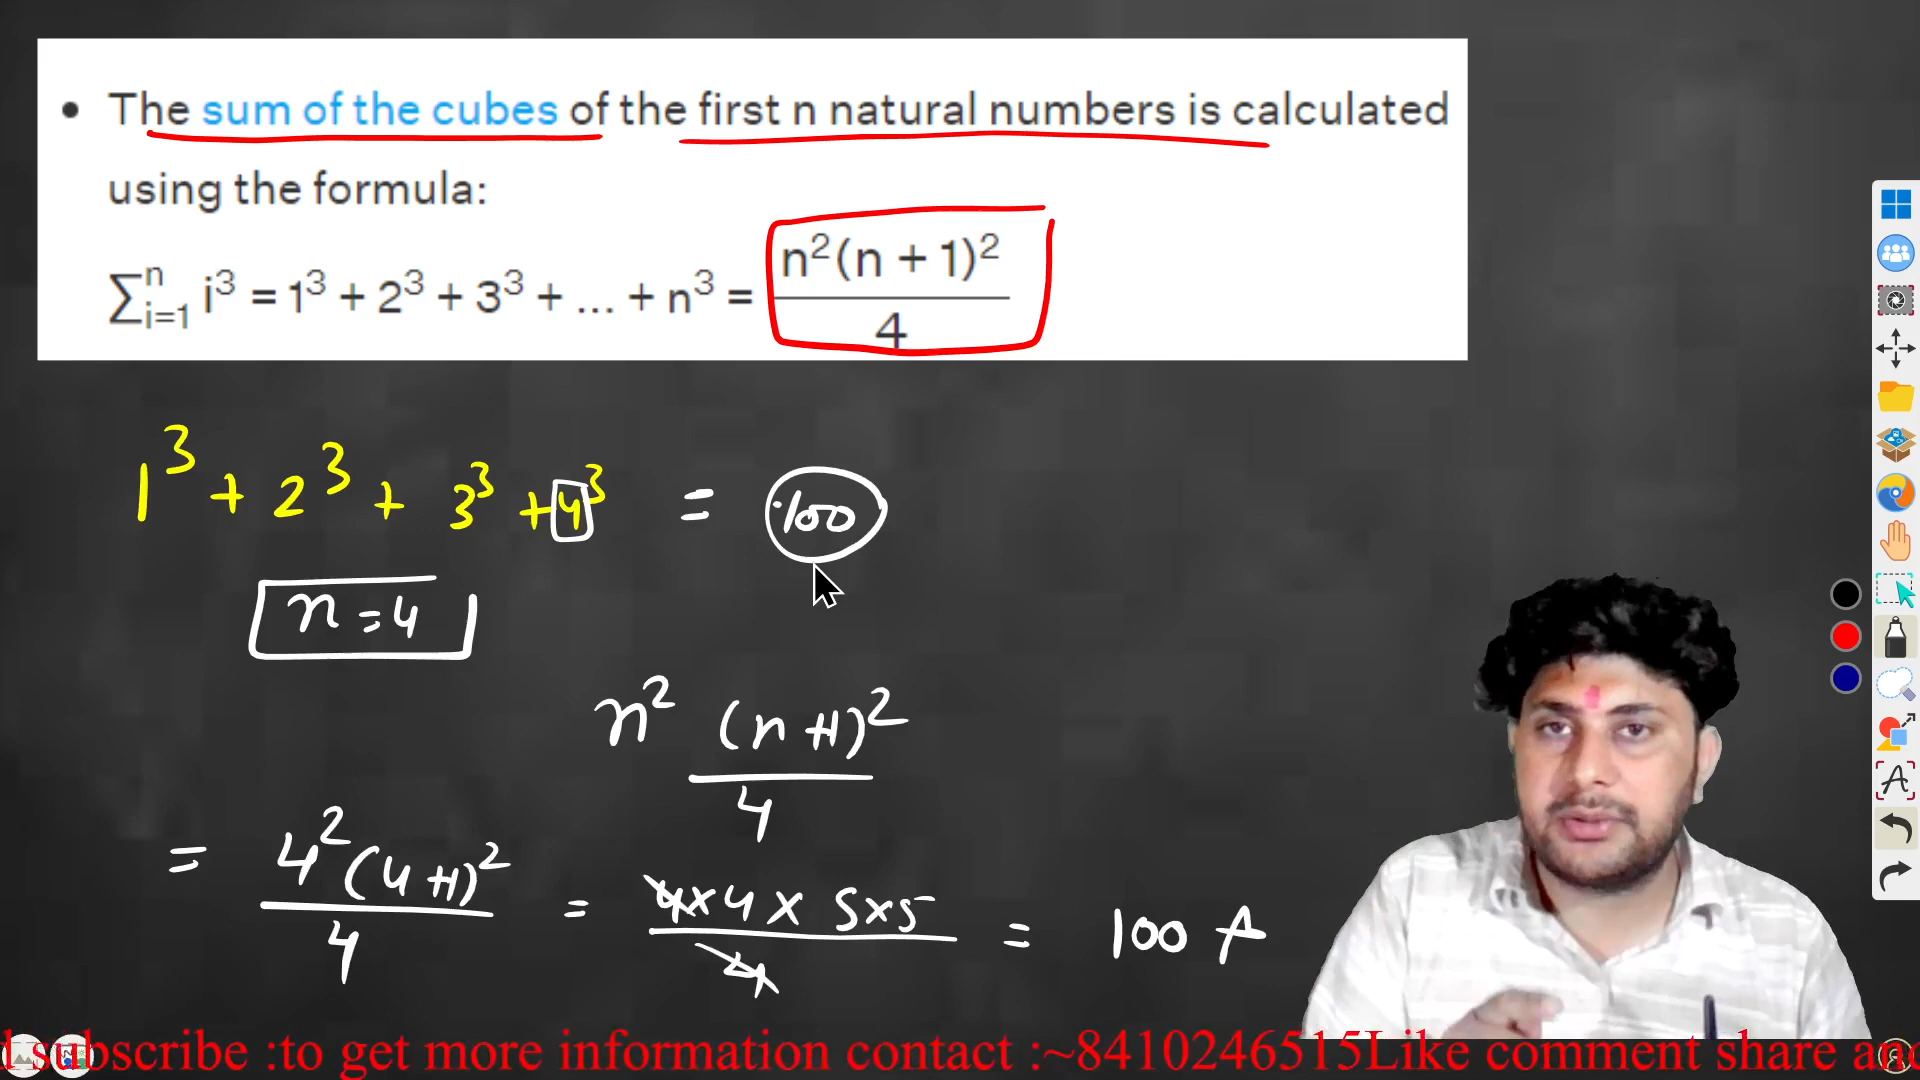 • The sum of the cubes of the first n natural numbers is calculated
using the formula:
∑ⁿᵢ₌₁ i³ = 1³ + 2³ + 3³ + ... + n³ = n²(n + 1)² / 4
1³ + 2³ + 3³ + 4³ = 100
n = 4
n² (n+1)² / 4
= 4²(4+1)² / 4 = 4×4× 5×5 / 4 = 100 A
subscribe :to get more information contact :~8410246515Like comment share